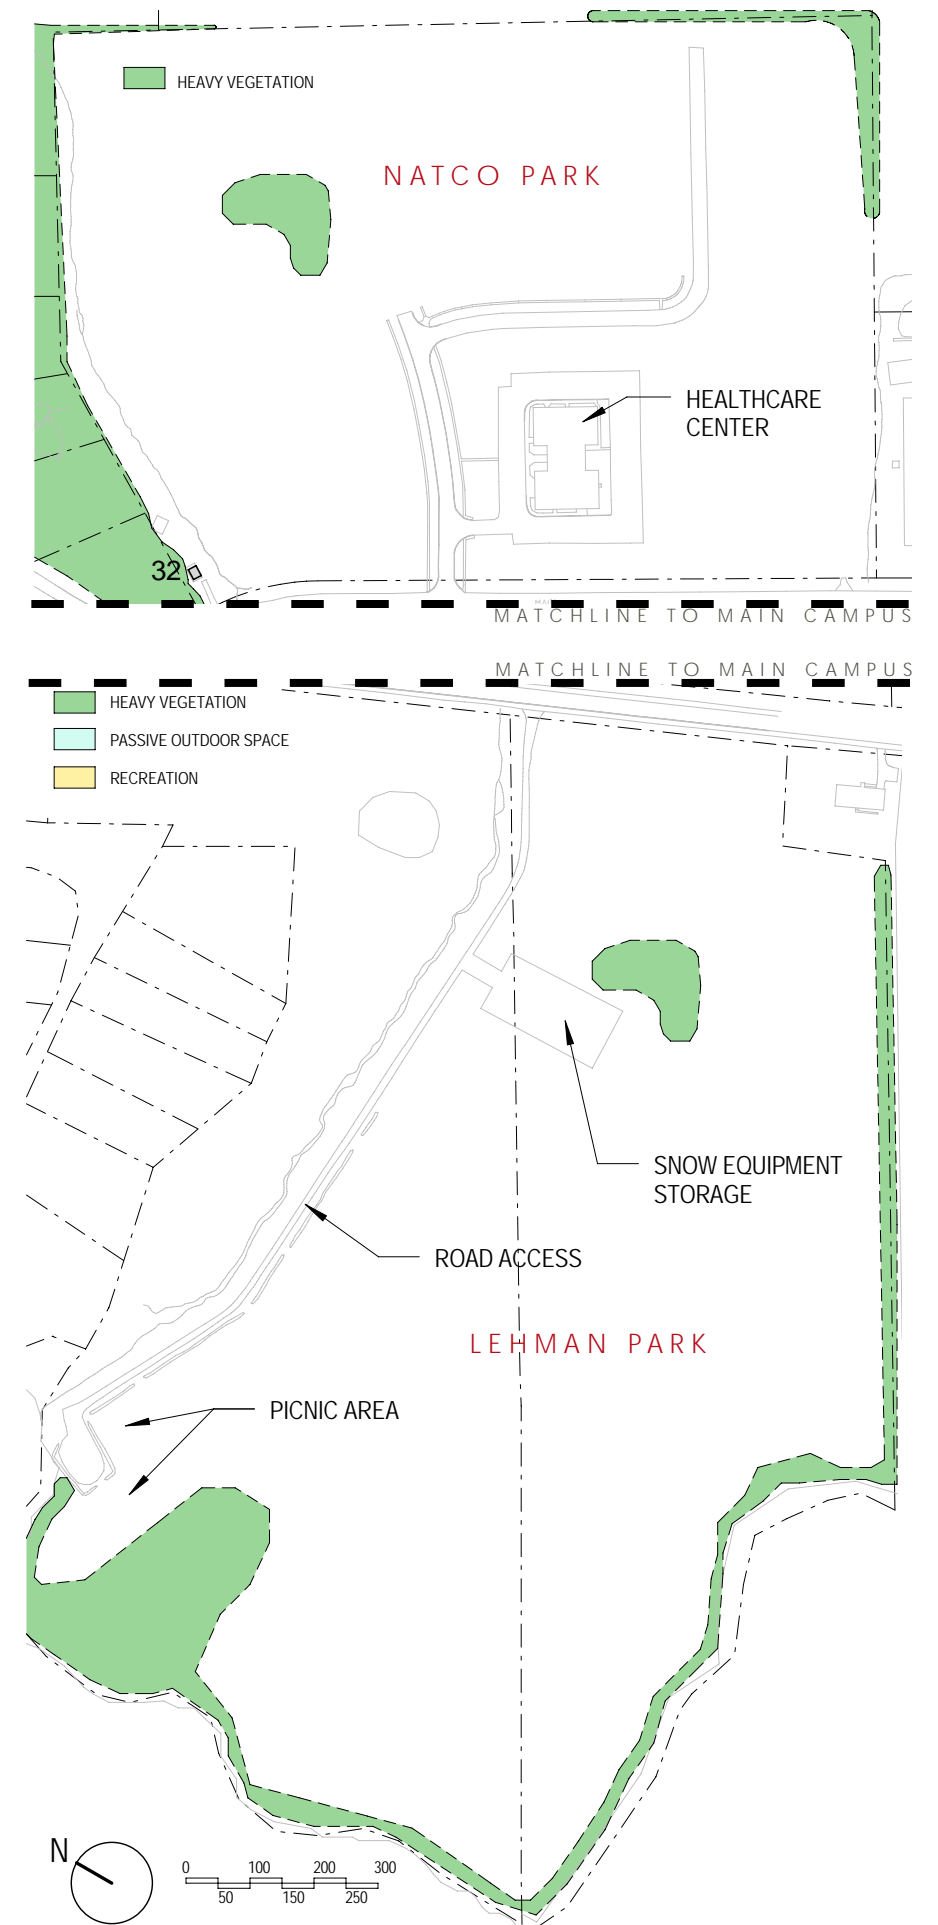 HEAVY VEGETATION
NATCO PARK
HEALTHCARE
CENTER
32
MATCHLINE TO MAIN CAMPUS
MATCHLINE TO MAIN CAMPUS
HEAVY VEGETATION
PASSIVE OUTDOOR SPACE
RECREATION
SNOW EQUIPMENT
STORAGE
ROAD ACCESS
LEHMAN PARK
PICNIC AREA
N
0 100 200 300
50 150 250